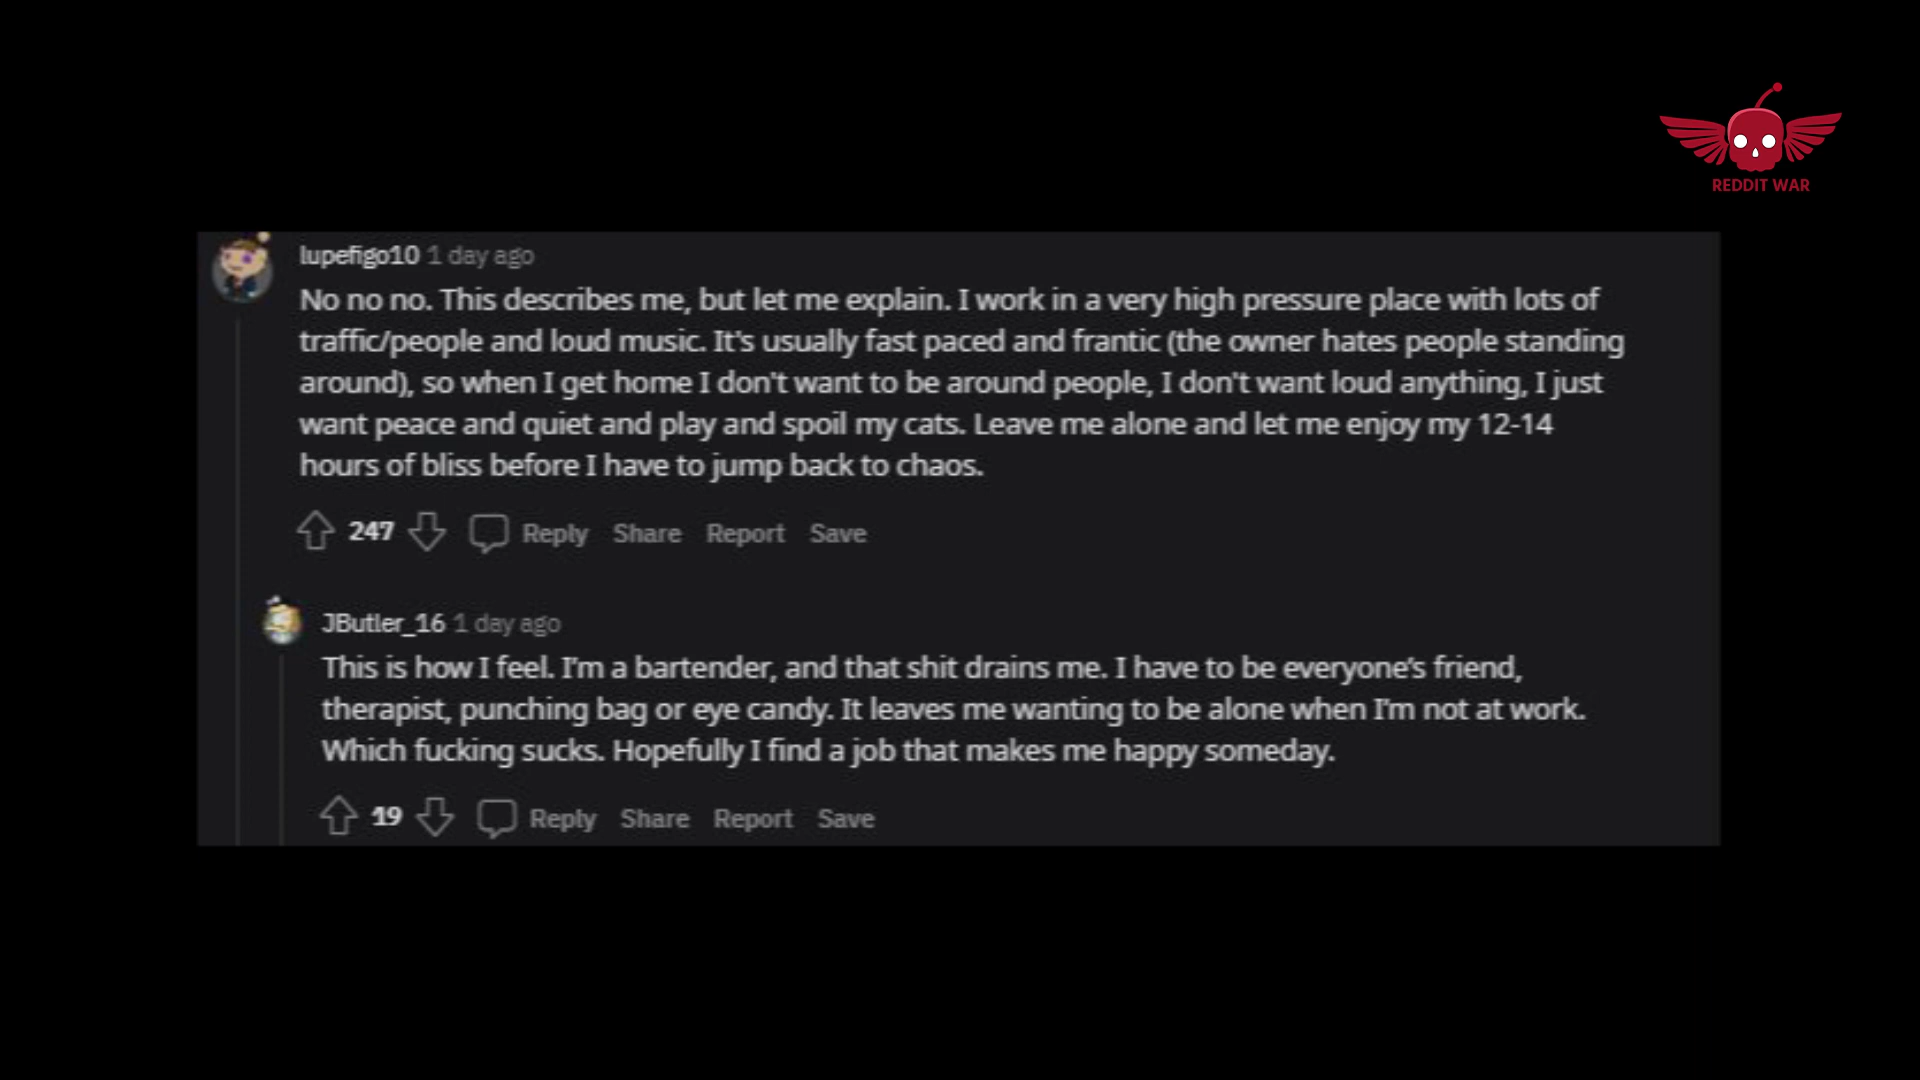 REDDIT WAR
lupefigo10 1 day ago
No no no. This describes me, but let me explain. I work in a very high pressure place with lots of
traffic/people and loud music. It's usually fast paced and frantic (the owner hates people standing
around), so when I get home I don't want to be around people, I don't want loud anything, I just
want peace and quiet and play and spoil my cats. Leave me alone and let me enjoy my 12-14
hours of bliss before I have to jump back to chaos.
247 Reply Share Report Save
JButler_16 1 day ago
This is how I feel. I’m a bartender, and that shit drains me. I have to be everyone’s friend,
therapist, punching bag or eye candy. It leaves me wanting to be alone when I’m not at work.
Which fucking sucks. Hopefully I find a job that makes me happy someday.
19 Reply Share Report Save